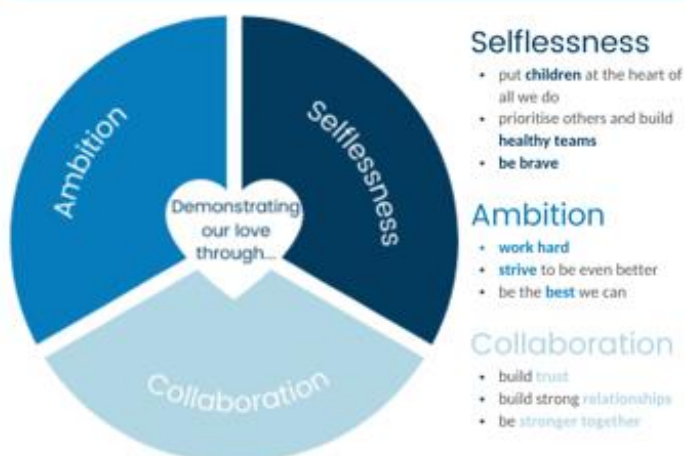 Ambition
Selflessness
Demonstrating
our love
through...
Collaboration
Selflessness
• put children at the heart of
all we do
• prioritise others and build
healthy teams
• be brave
Ambition
• work hard
• strive to be even better
• be the best we can
Collaboration
• build trust
• build strong relationships
• be stronger together